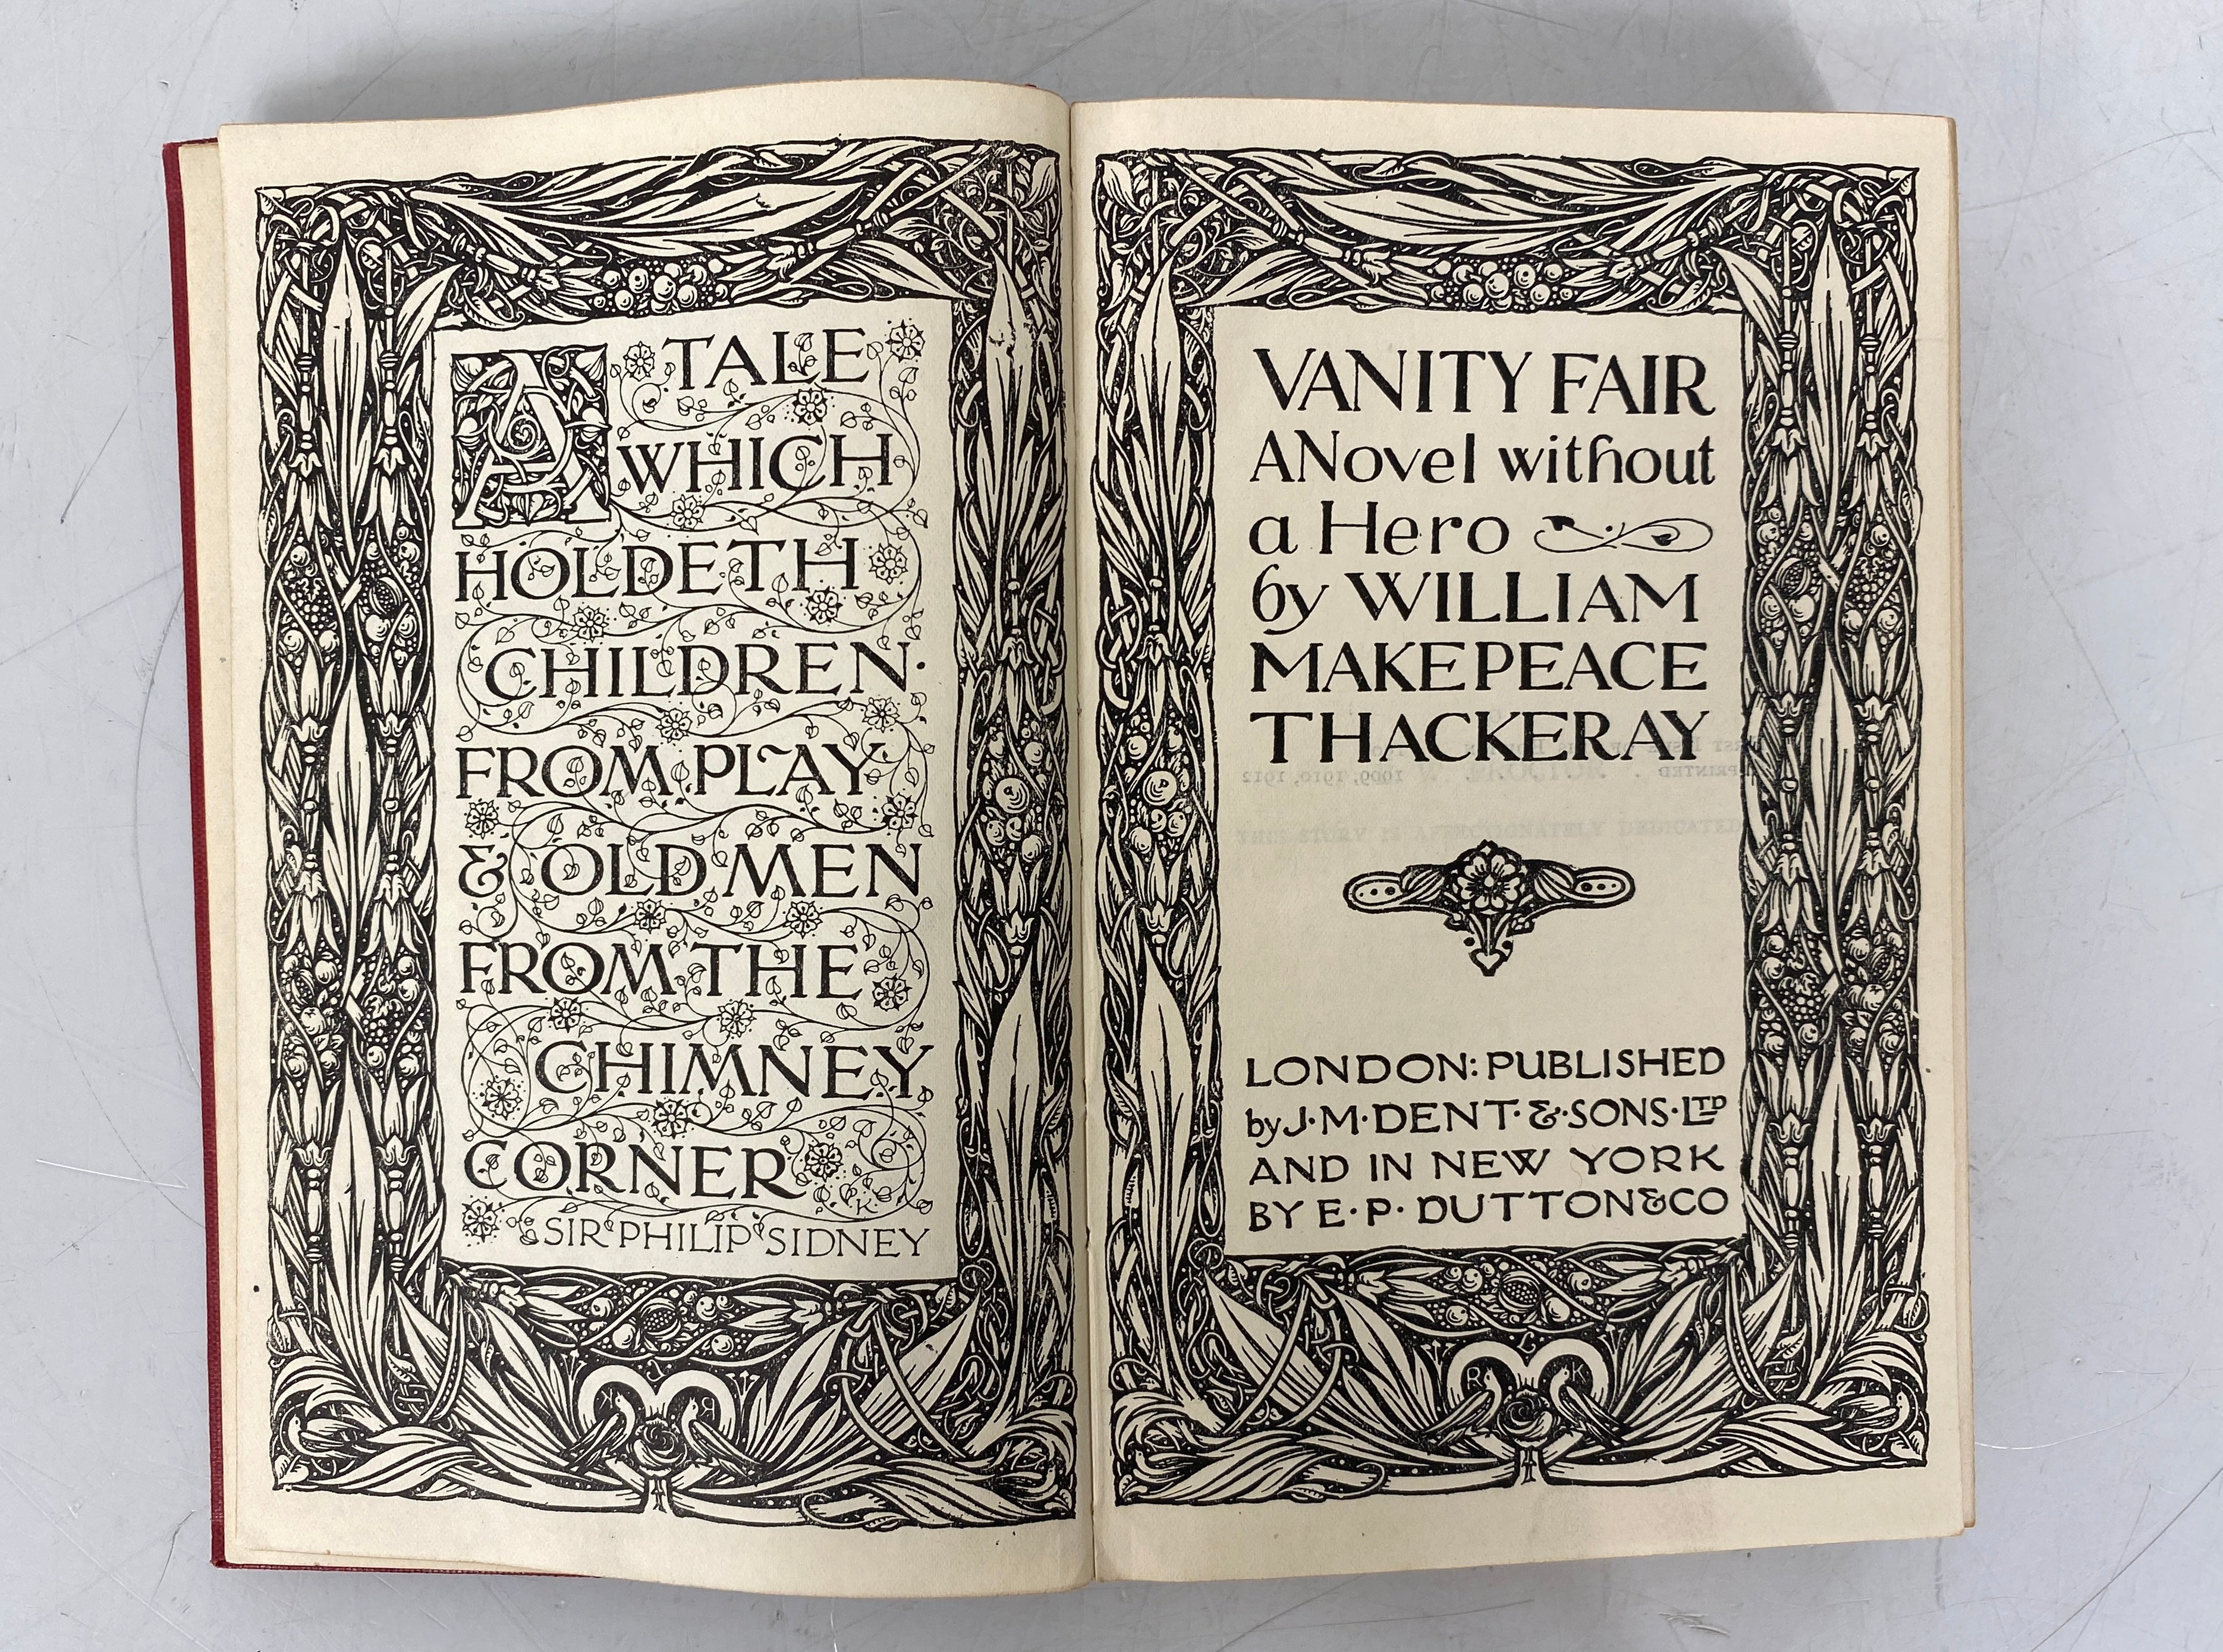 A TALE
WHICH
HOLDETH
CHILDREN·
FROM PLAY
& OLD MEN
FROM THE
CHIMNEY
CORNER
SIR PHILIP SIDNEY
VANITY FAIR
A Novel without
a Hero
by WILLIAM
MAKEPEACE
THACKERAY
LONDON: PUBLISHED
by J·M·DENT·&·SONS·LTD
AND IN NEW YORK
BY E·P·DUTTON&CO